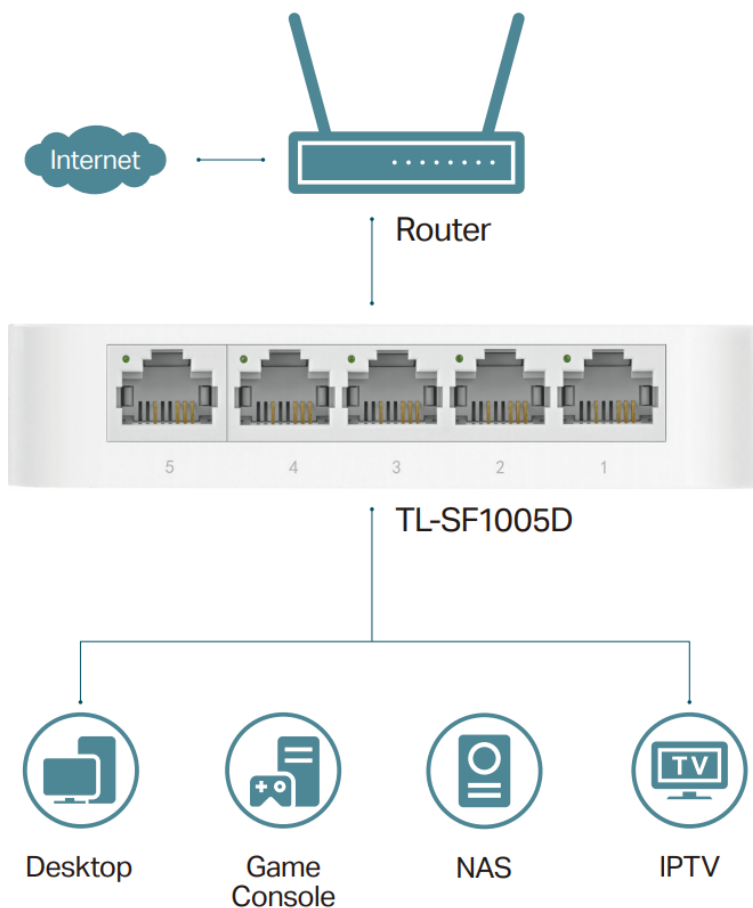 Internet
Router
5 4 3 2 1
TL-SF1005D
TV
Desktop
Game
Console
NAS
IPTV